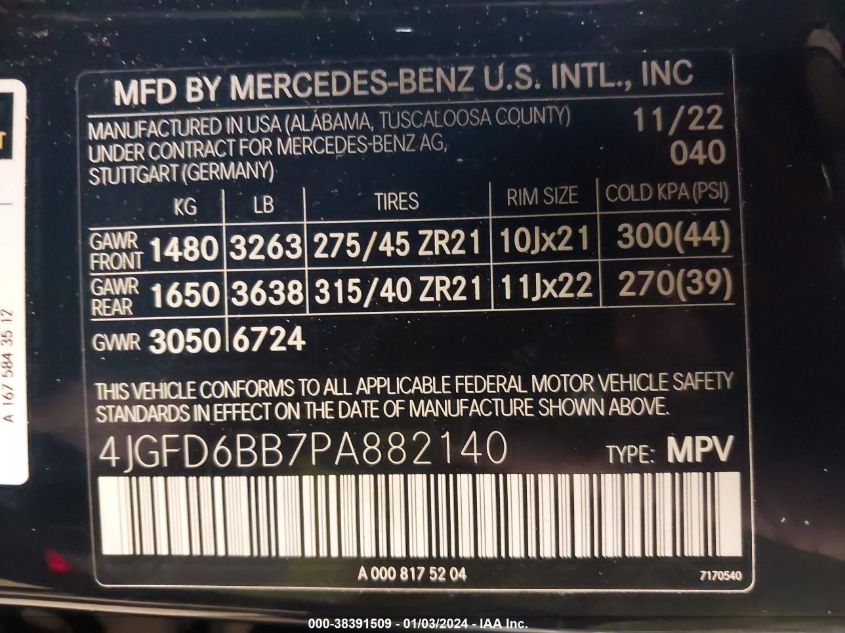 MFD BY MERCEDES-BENZ U.S. INTL., INC
MANUFACTURED IN USA (ALABAMA, TUSCALOOSA COUNTY) 11/22
UNDER CONTRACT FOR MERCEDES-BENZ AG, 040
STUTTGART (GERMANY)
KG LB TIRES RIM SIZE COLD KPA (PSI)
GAWR FRONT 1480 3263 275/45 ZR21 10Jx21 300(44)
GAWR REAR 1650 3638 315/40 ZR21 11Jx22 270(39)
GVWR 3050 6724
THIS VEHICLE CONFORMS TO ALL APPLICABLE FEDERAL MOTOR VEHICLE SAFETY
STANDARDS IN EFFECT ON THE DATE OF MANUFACTURE SHOWN ABOVE.
4JGFD6BB7PA882140 TYPE: MPV
A 000 817 52 04 7170540
A 167 584 35 12
000-38391509 - 01/03/2024 - IAA Inc.